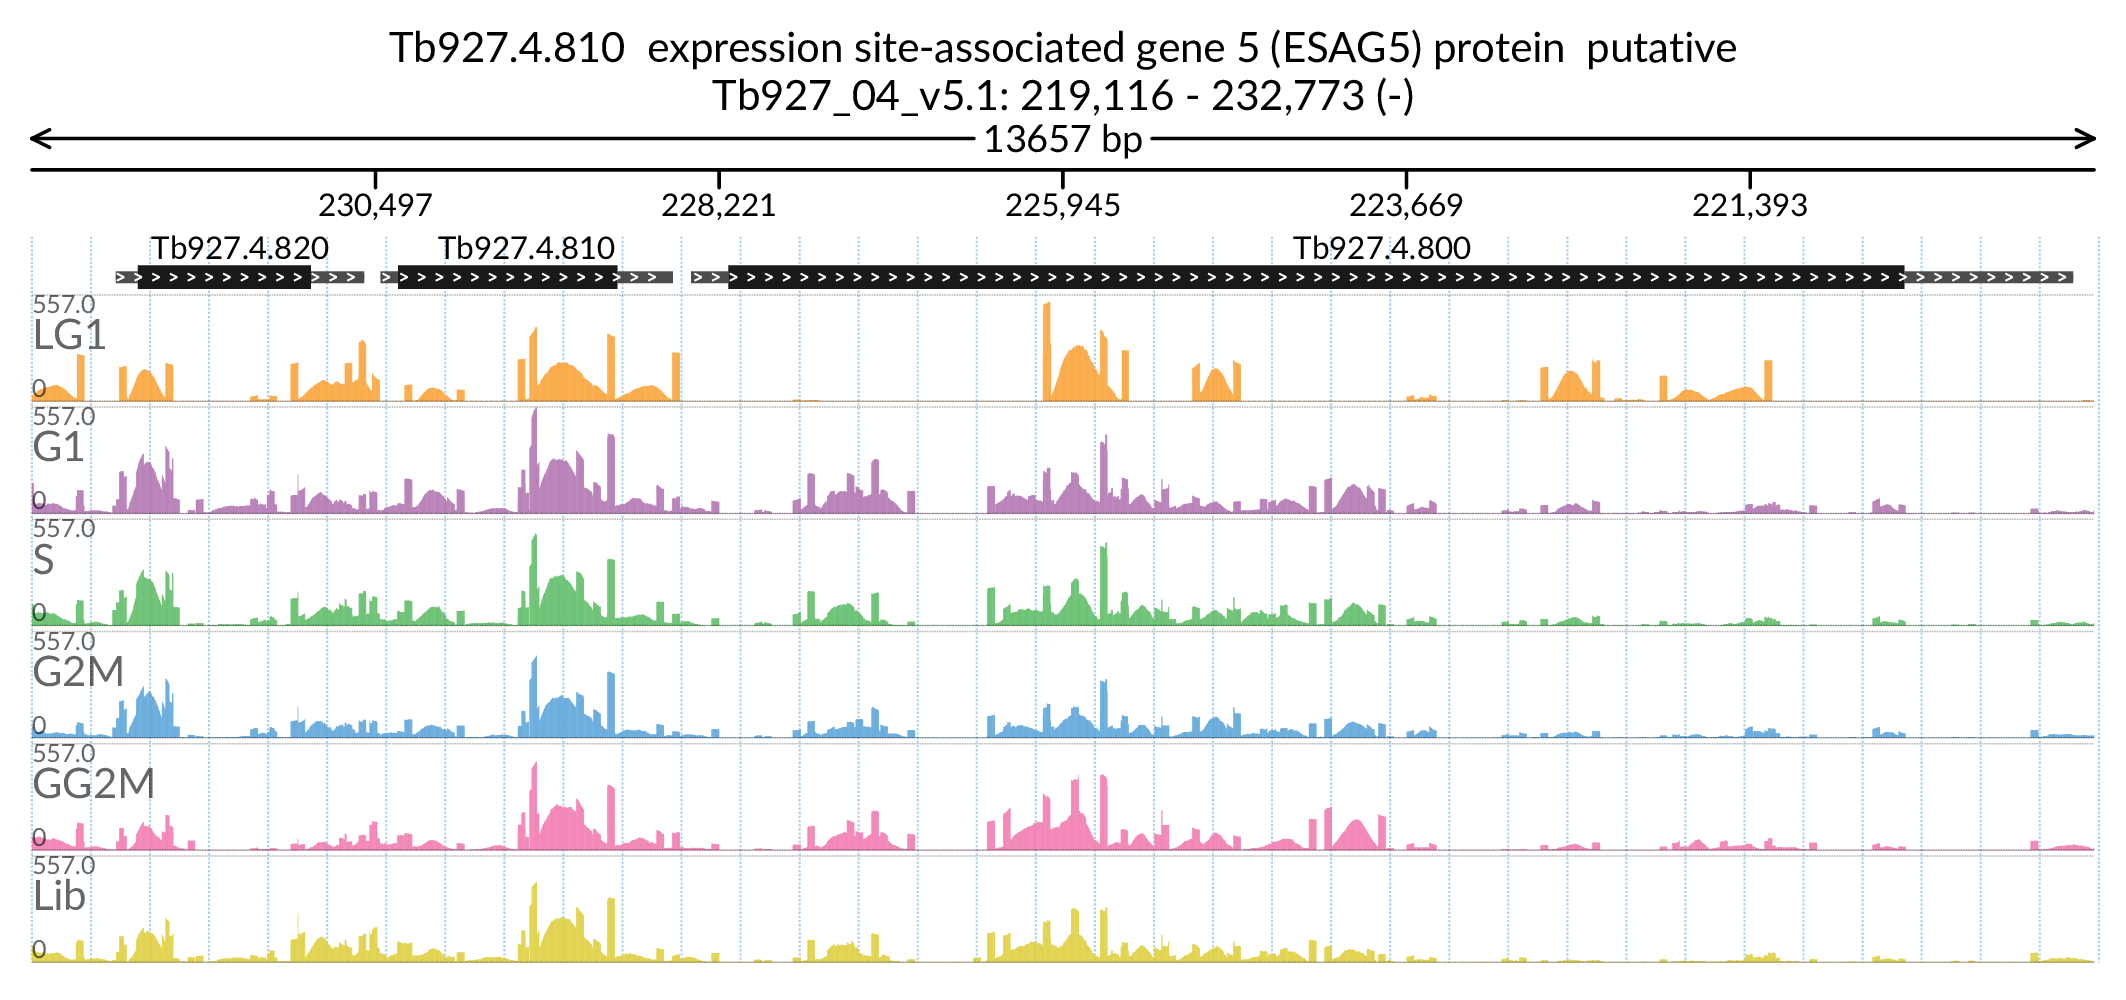 Tb927.4.810  expression site-associated gene 5 (ESAG5) protein  putative
Tb927_04_v5.1: 219,116 - 232,773 (-)
13657 bp
230,497 228,221 225,945 223,669 221,393
Tb927.4.820 Tb927.4.810 Tb927.4.800
557.0
LG1
0
557.0
G1
0
557.0
S
0
557.0
G2M
0
557.0
GG2M
0
557.0
Lib
0